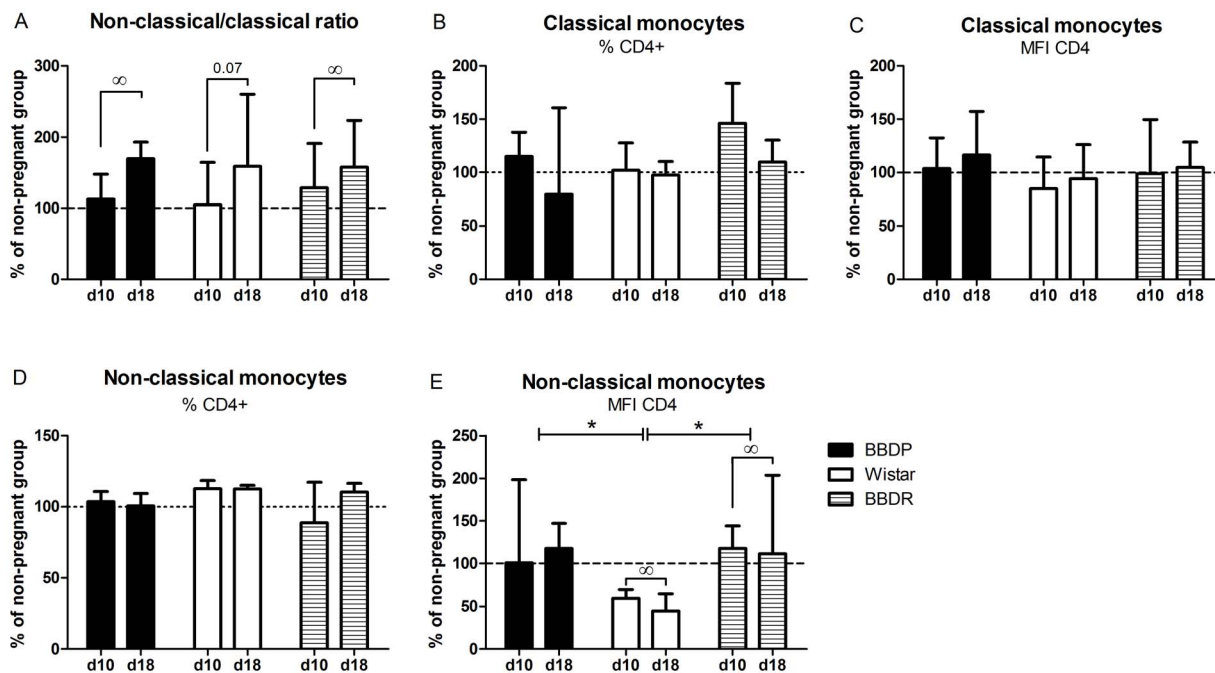 A
Non-classical/classical ratio
% of non-pregnant group
300
200
100
0
∞
0.07
∞
d10 d18 d10 d18 d10 d18
B
Classical monocytes
% CD4+
% of non-pregnant group
200
150
100
50
0
d10 d18 d10 d18 d10 d18
C
Classical monocytes
MFI CD4
% of non-pregnant group
200
150
100
50
0
d10 d18 d10 d18 d10 d18
D
Non-classical monocytes
% CD4+
% of non-pregnant group
150
100
50
0
d10 d18 d10 d18 d10 d18
E
Non-classical monocytes
MFI CD4
% of non-pregnant group
250
200
150
100
50
0
* *
∞
∞
d10 d18 d10 d18 d10 d18
BBDP
Wistar
BBDR